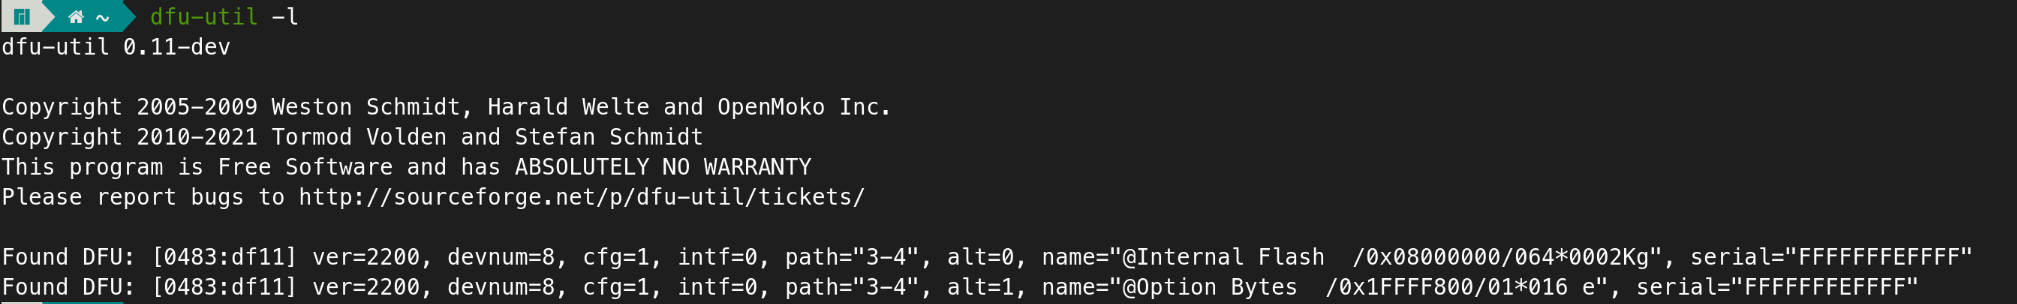 ~ dfu-util -l
dfu-util 0.11-dev
Copyright 2005-2009 Weston Schmidt, Harald Welte and OpenMoko Inc.
Copyright 2010-2021 Tormod Volden and Stefan Schmidt
This program is Free Software and has ABSOLUTELY NO WARRANTY
Please report bugs to http://sourceforge.net/p/dfu-util/tickets/
Found DFU: [0483:df11] ver=2200, devnum=8, cfg=1, intf=0, path="3-4", alt=0, name="@Internal Flash  /0x08000000/064*0002Kg", serial="FFFFFFFEFFFF"
Found DFU: [0483:df11] ver=2200, devnum=8, cfg=1, intf=0, path="3-4", alt=1, name="@Option Bytes  /0x1FFFF800/01*016 e", serial="FFFFFFFEFFFF"